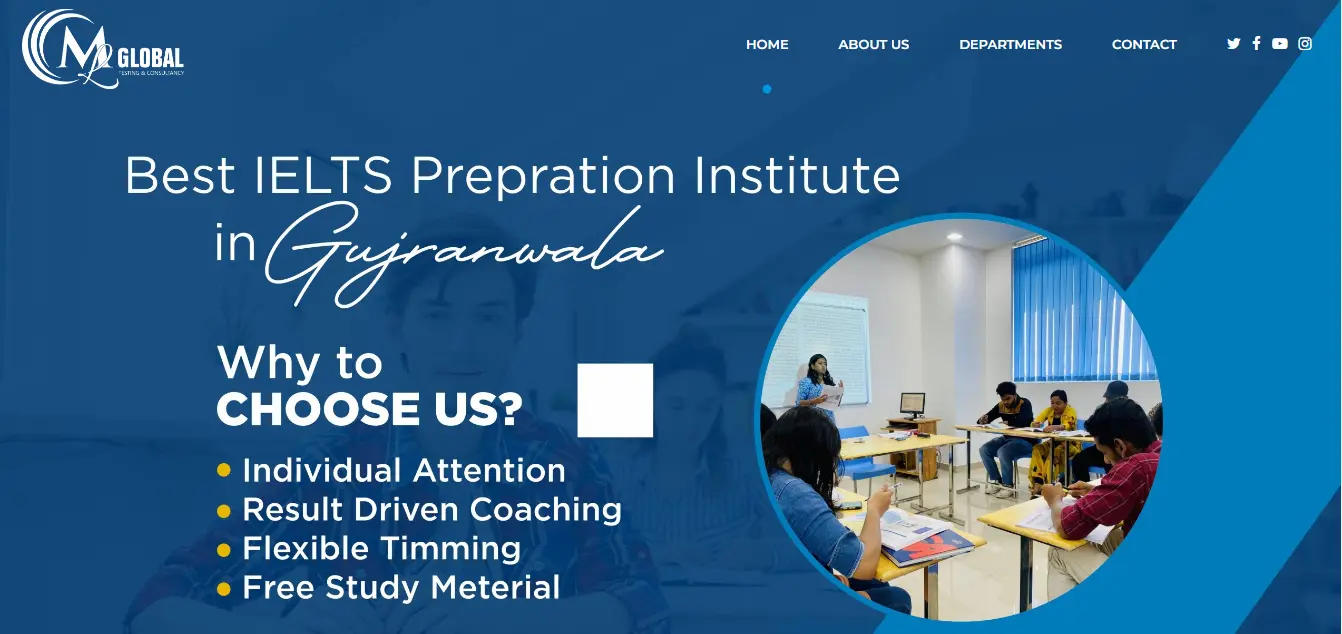 ML GLOBAL
TESTING & CONSULTANCY
HOME ABOUT US DEPARTMENTS CONTACT
Best IELTS Prepration Institute
in Gujranwala
Why to
CHOOSE US?
Individual Attention
Result Driven Coaching
Flexible Timming
Free Study Meterial